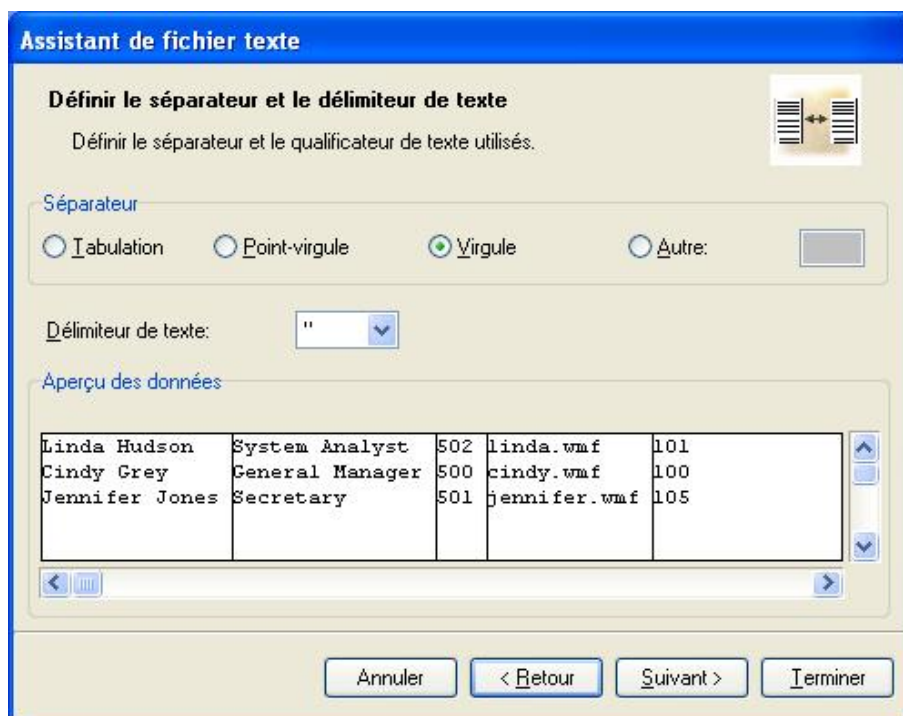 Assistant de fichier texte
Définir le séparateur et le délimiteur de texte
Définir le séparateur et le qualificateur de texte utilisés.
Séparateur
Tabulation Point-virgule Virgule Autre:
Délimiteur de texte: "
Aperçu des données
Linda Hudson System Analyst 502 linda.wmf 101
Cindy Grey General Manager 500 cindy.wmf 100
Jennifer Jones Secretary 501 jennifer.wmf 105
Annuler < Retour Suivant > Terminer